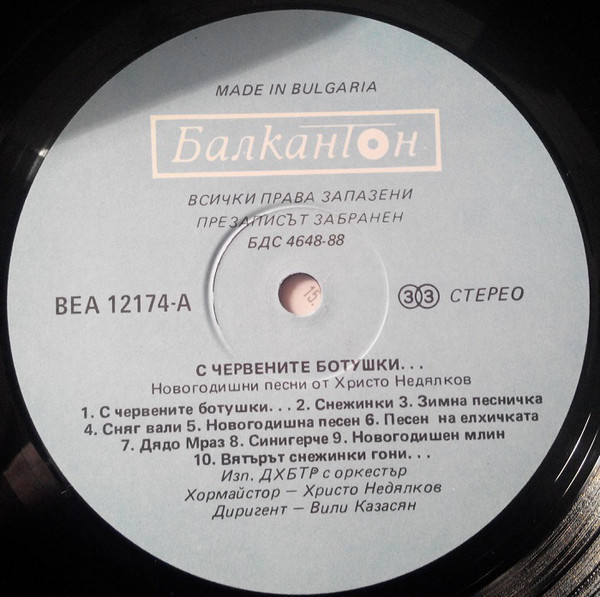 MADE IN BULGARIA
Балкантон
ВСИЧКИ ПРАВА ЗАПАЗЕНИ
ПРЕЗАПИСЪТ ЗАБРАНЕН
БДС 4648-88
15.
ВЕА 12174-А
33 СТЕРЕО
С ЧЕРВЕНИТЕ БОТУШКИ...
Новогодишни песни от Христо Недялков
1. С червените ботушки... 2. Снежинки 3. Зимна песничка
4. Сняг вали 5. Новогодишна песен 6. Песен на елхичката
7. Дядо Мраз 8. Синигерче 9. Новогодишен млин
10. Вятърът снежинки гони...
Изп. ДХБТР с оркестър
Хормайстор – Христо Недялков
Диригент – Вили Казасян